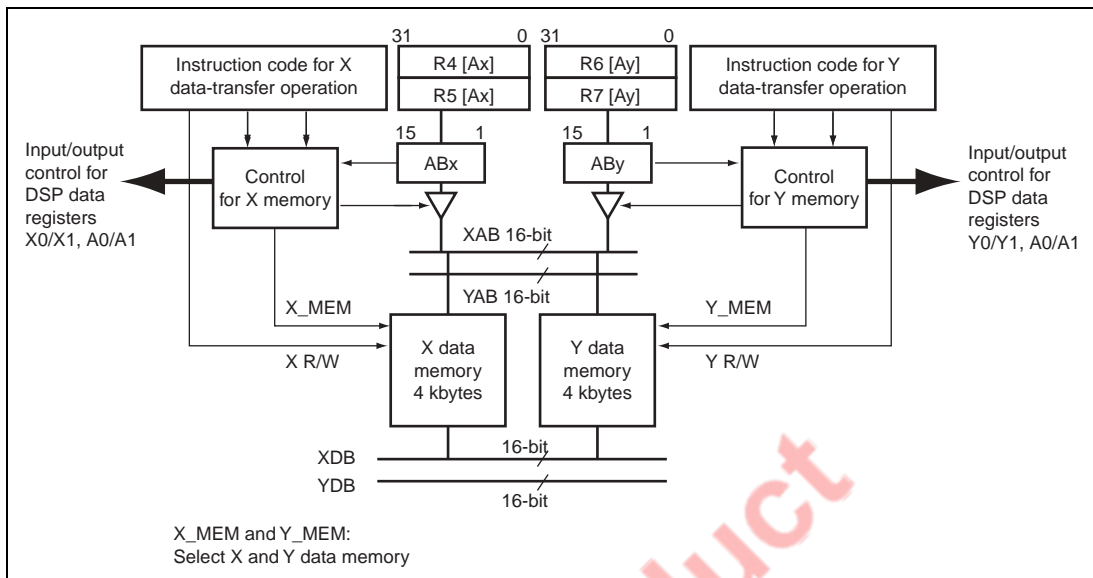 31 0 31 0
Instruction code for X
data-transfer operation
R4 [Ax]
R5 [Ax]
R6 [Ay]
R7 [Ay]
Instruction code for Y
data-transfer operation
15 1 15 1
Input/output
control for
DSP data
registers
X0/X1, A0/A1
Control
for X memory
ABx
ABy
Control
for Y memory
Input/output
control for
DSP data
registers
Y0/Y1, A0/A1
XAB 16-bit
YAB 16-bit
X_MEM
Y_MEM
X R/W
X data
memory
4 kbytes
Y data
memory
4 kbytes
Y R/W
XDB
16-bit
YDB
16-bit
X_MEM and Y_MEM:
Select X and Y data memory
duct